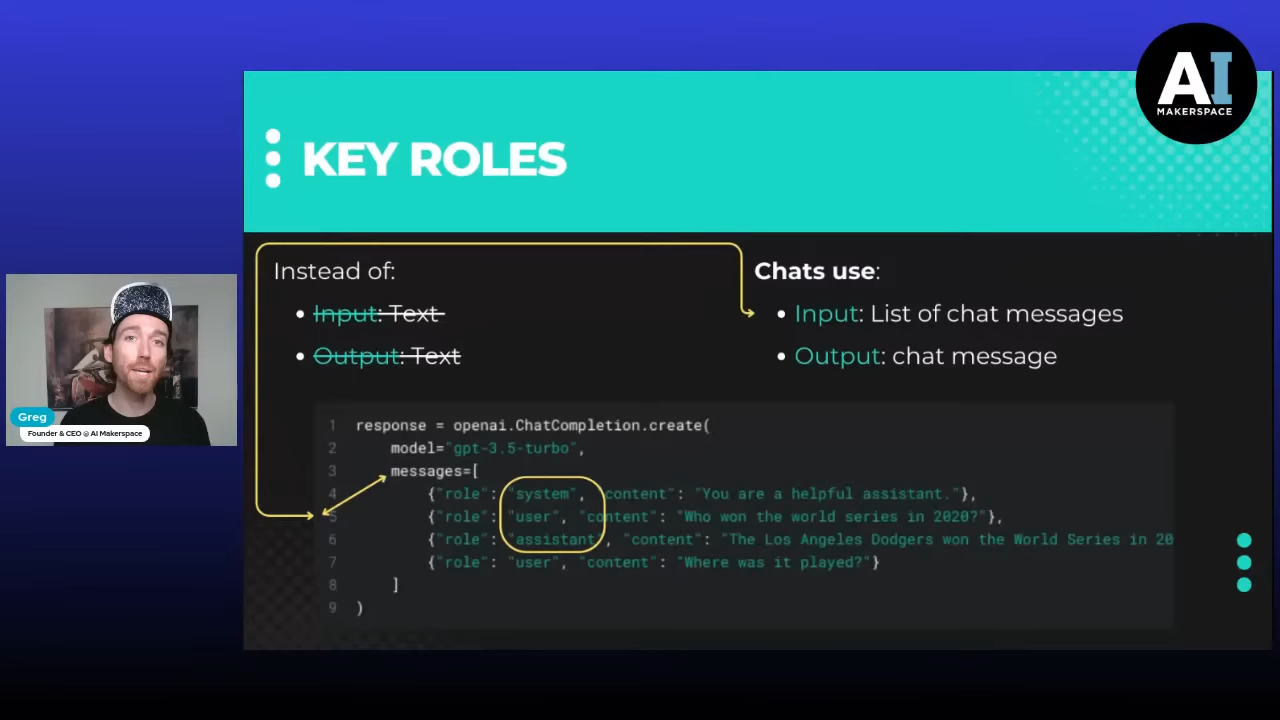 AI
MAKERSPACE
KEY ROLES
Instead of:
• Input: Text
• Output: Text
Chats use:
• Input: List of chat messages
• Output: chat message
1 response = openai.ChatCompletion.create(
2 model="gpt-3.5-turbo",
3 messages=[
4 {"role": "system", "content": "You are a helpful assistant."},
5 {"role": "user", "content": "Who won the world series in 2020?"},
6 {"role": "assistant", "content": "The Los Angeles Dodgers won the World Series in 20
7 {"role": "user", "content": "Where was it played?"}
8 ]
9 )
Greg
Founder & CEO @ AI Makerspace